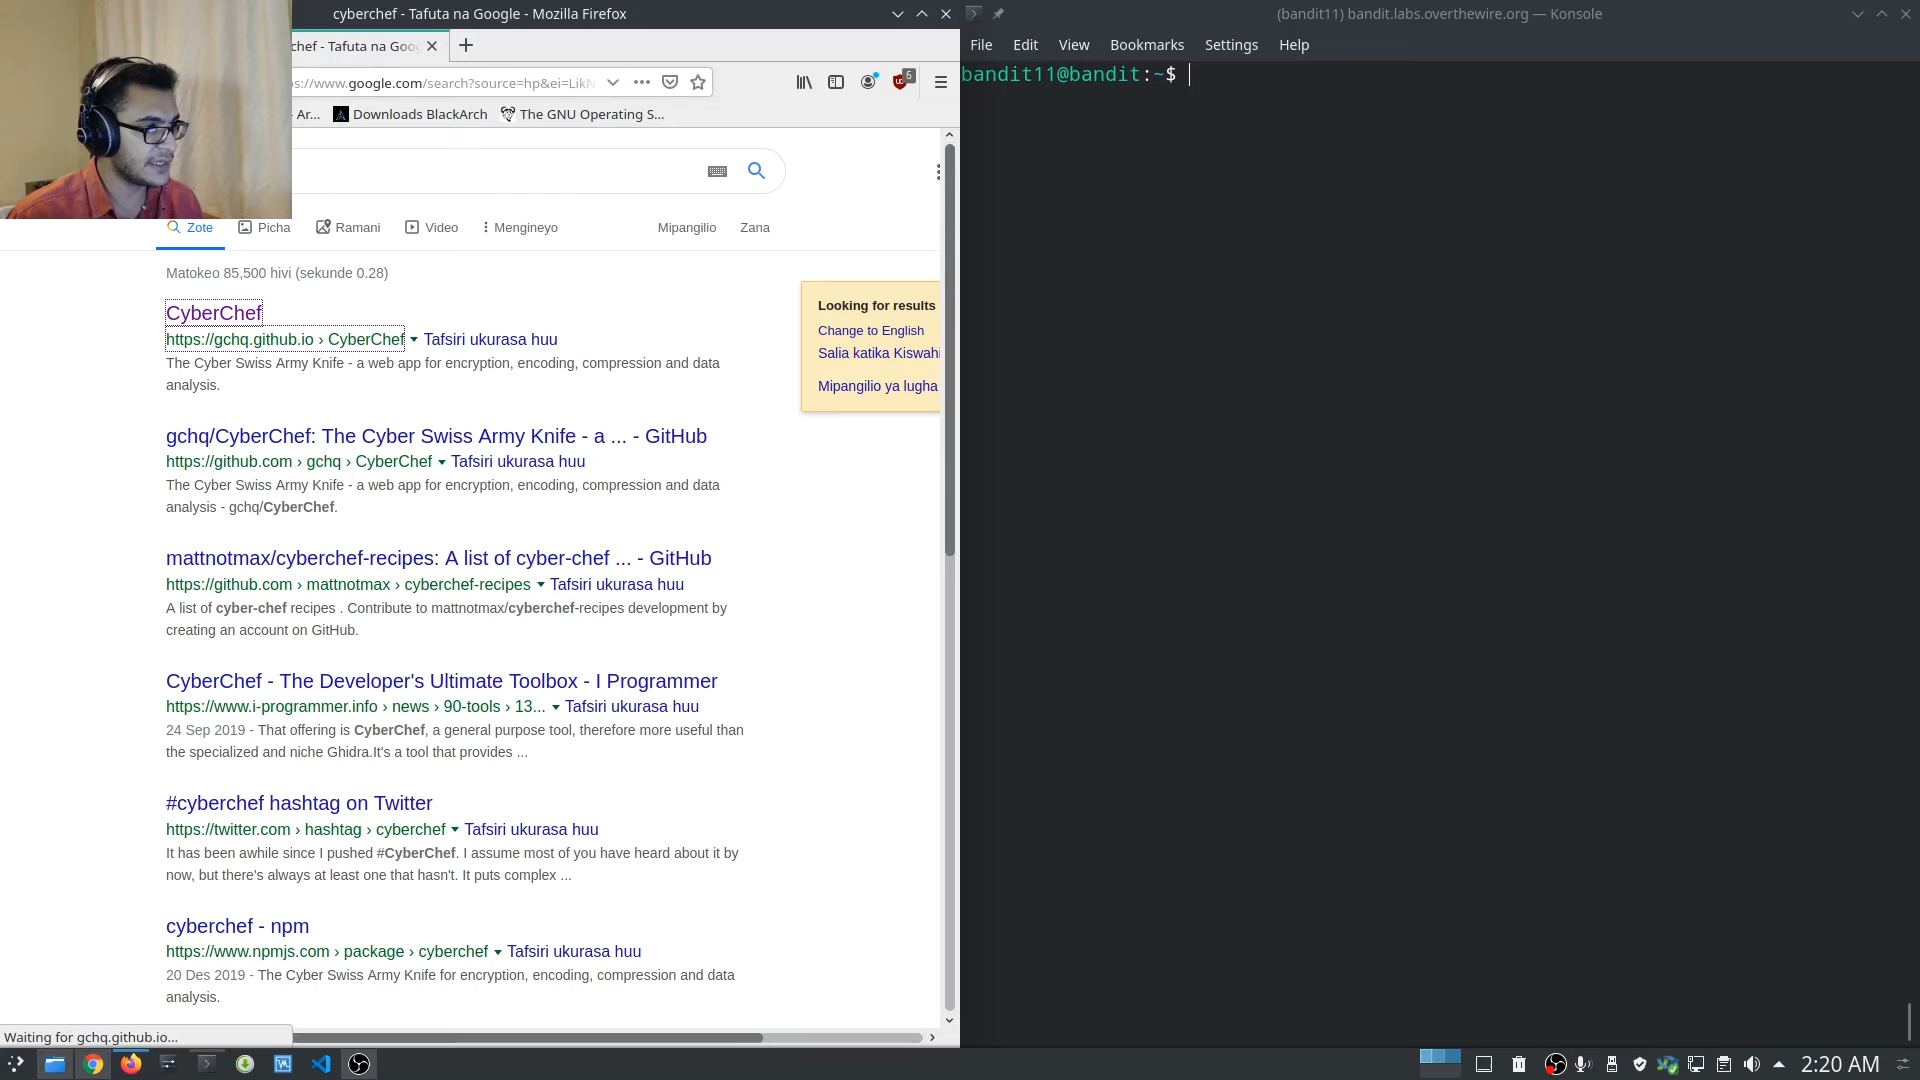 cyberchef - Tafuta na Google - Mozilla Firefox
chef - Tafuta na Goo
https://www.google.com/search?source=hp&ei=LikN
6
- Ar...
Downloads BlackArch
The GNU Operating S...
Zote
Picha
Ramani
Video
Mengineyo
Mipangilio
Zana
Matokeo 85,500 hivi (sekunde 0.28)
CyberChef
https://gchq.github.io › CyberChef
Tafsiri ukurasa huu
The Cyber Swiss Army Knife - a web app for encryption, encoding, compression and data
analysis.
gchq/CyberChef: The Cyber Swiss Army Knife - a ... - GitHub
https://github.com › gchq › CyberChef
Tafsiri ukurasa huu
The Cyber Swiss Army Knife - a web app for encryption, encoding, compression and data
analysis - gchq/CyberChef.
mattnotmax/cyberchef-recipes: A list of cyber-chef ... - GitHub
https://github.com › mattnotmax › cyberchef-recipes
Tafsiri ukurasa huu
A list of cyber-chef recipes . Contribute to mattnotmax/cyberchef-recipes development by
creating an account on GitHub.
CyberChef - The Developer's Ultimate Toolbox - I Programmer
https://www.i-programmer.info › news › 90-tools › 13...
Tafsiri ukurasa huu
24 Sep 2019 - That offering is CyberChef, a general purpose tool, therefore more useful than
the specialized and niche Ghidra.It's a tool that provides ...
#cyberchef hashtag on Twitter
https://twitter.com › hashtag › cyberchef
Tafsiri ukurasa huu
It has been awhile since I pushed #CyberChef. I assume most of you have heard about it by
now, but there's always at least one that hasn't. It puts complex ...
cyberchef - npm
https://www.npmjs.com › package › cyberchef
Tafsiri ukurasa huu
20 Des 2019 - The Cyber Swiss Army Knife for encryption, encoding, compression and data
analysis.
Looking for results
Change to English
Salia katika Kiswahi
Mipangilio ya lugha
Waiting for gchq.github.io...
(bandit11) bandit.labs.overthewire.org — Konsole
File Edit View Bookmarks Settings Help
bandit11@bandit:~$
2:20 AM